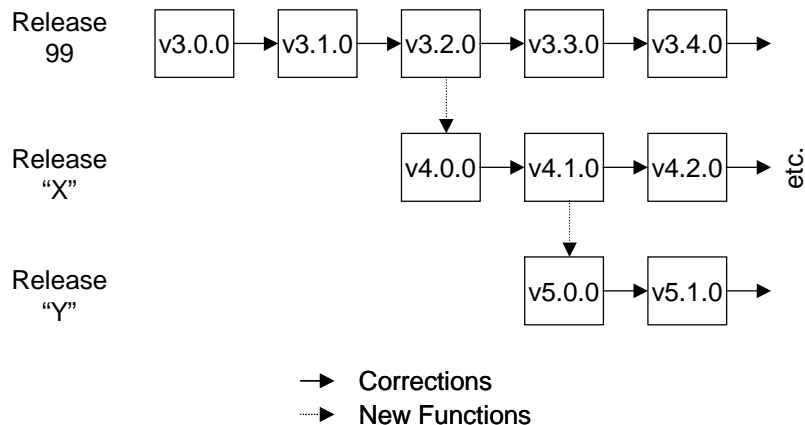 Release
99
v3.0.0
v3.1.0
v3.2.0
v3.3.0
v3.4.0
Release
“X”
v4.0.0
v4.1.0
v4.2.0
etc.
Release
“Y”
v5.0.0
v5.1.0
Corrections
New Functions